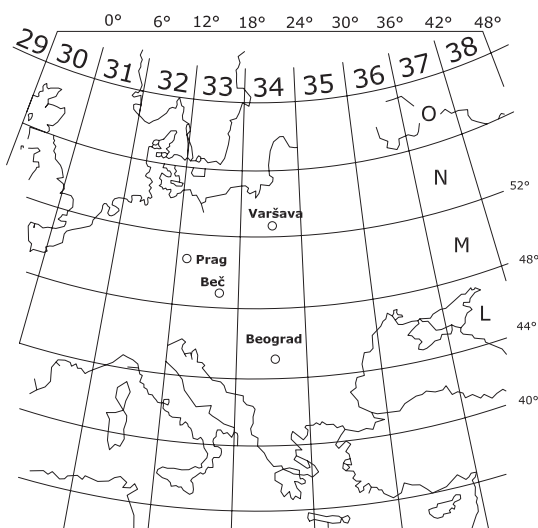 0° 6° 12° 18° 24° 30° 36° 42° 48°
29 30 31 32 33 34 35 36 37 38
O
N
52°
Varšava
M
48°
Prag
Beč
L
44°
Beograd
40°